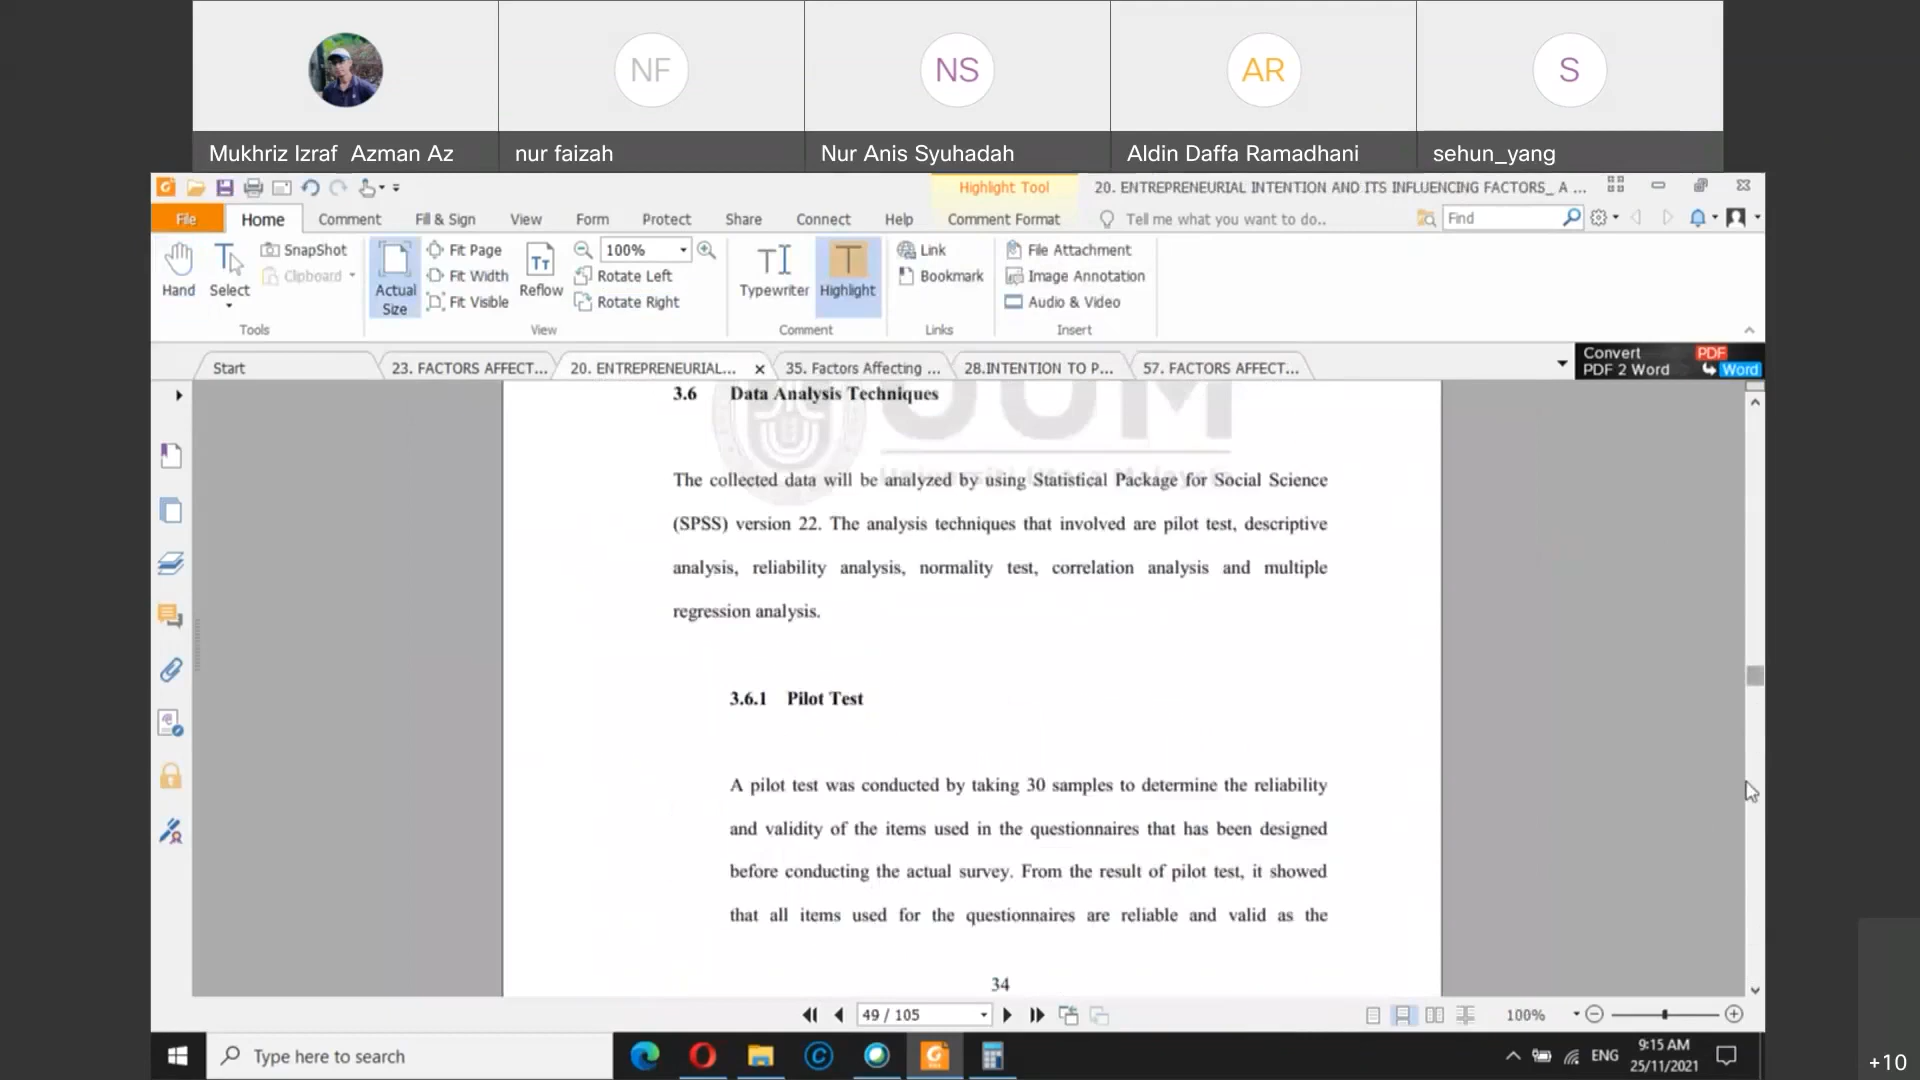 NF
NS
AR
S
Mukhriz Izraf Azman Az
nur faizah
Nur Anis Syuhadah
Aldin Daffa Ramadhani
sehun_yang
Highlight Tool
20. ENTREPRENEURIAL INTENTION AND ITS INFLUENCING FACTORS_ A ...
File
Home
Comment
Fill & Sign
View
Form
Protect
Share
Connect
Help
Comment Format
Tell me what you want to do..
Find
Hand
Select
SnapShot
Clipboard
Tools
Actual Size
Fit Page
Fit Width
Fit Visible
Reflow
100%
Rotate Left
Rotate Right
View
Typewriter
Highlight
Comment
Link
Bookmark
Links
File Attachment
Image Annotation
Audio & Video
Insert
Start
23. FACTORS AFFECT...
20. ENTREPRENEURIAL...
35. Factors Affecting ...
28.INTENTION TO P...
57. FACTORS AFFECT...
Convert PDF
PDF 2 Word Word
3.6 Data Analysis Techniques
The collected data will be analyzed by using Statistical Package for Social Science
(SPSS) version 22. The analysis techniques that involved are pilot test, descriptive
analysis, reliability analysis, normality test, correlation analysis and multiple
regression analysis.
3.6.1 Pilot Test
A pilot test was conducted by taking 30 samples to determine the reliability
and validity of the items used in the questionnaires that has been designed
before conducting the actual survey. From the result of pilot test, it showed
that all items used for the questionnaires are reliable and valid as the
34
49 / 105
100%
Type here to search
ENG
9:15 AM
25/11/2021
+10